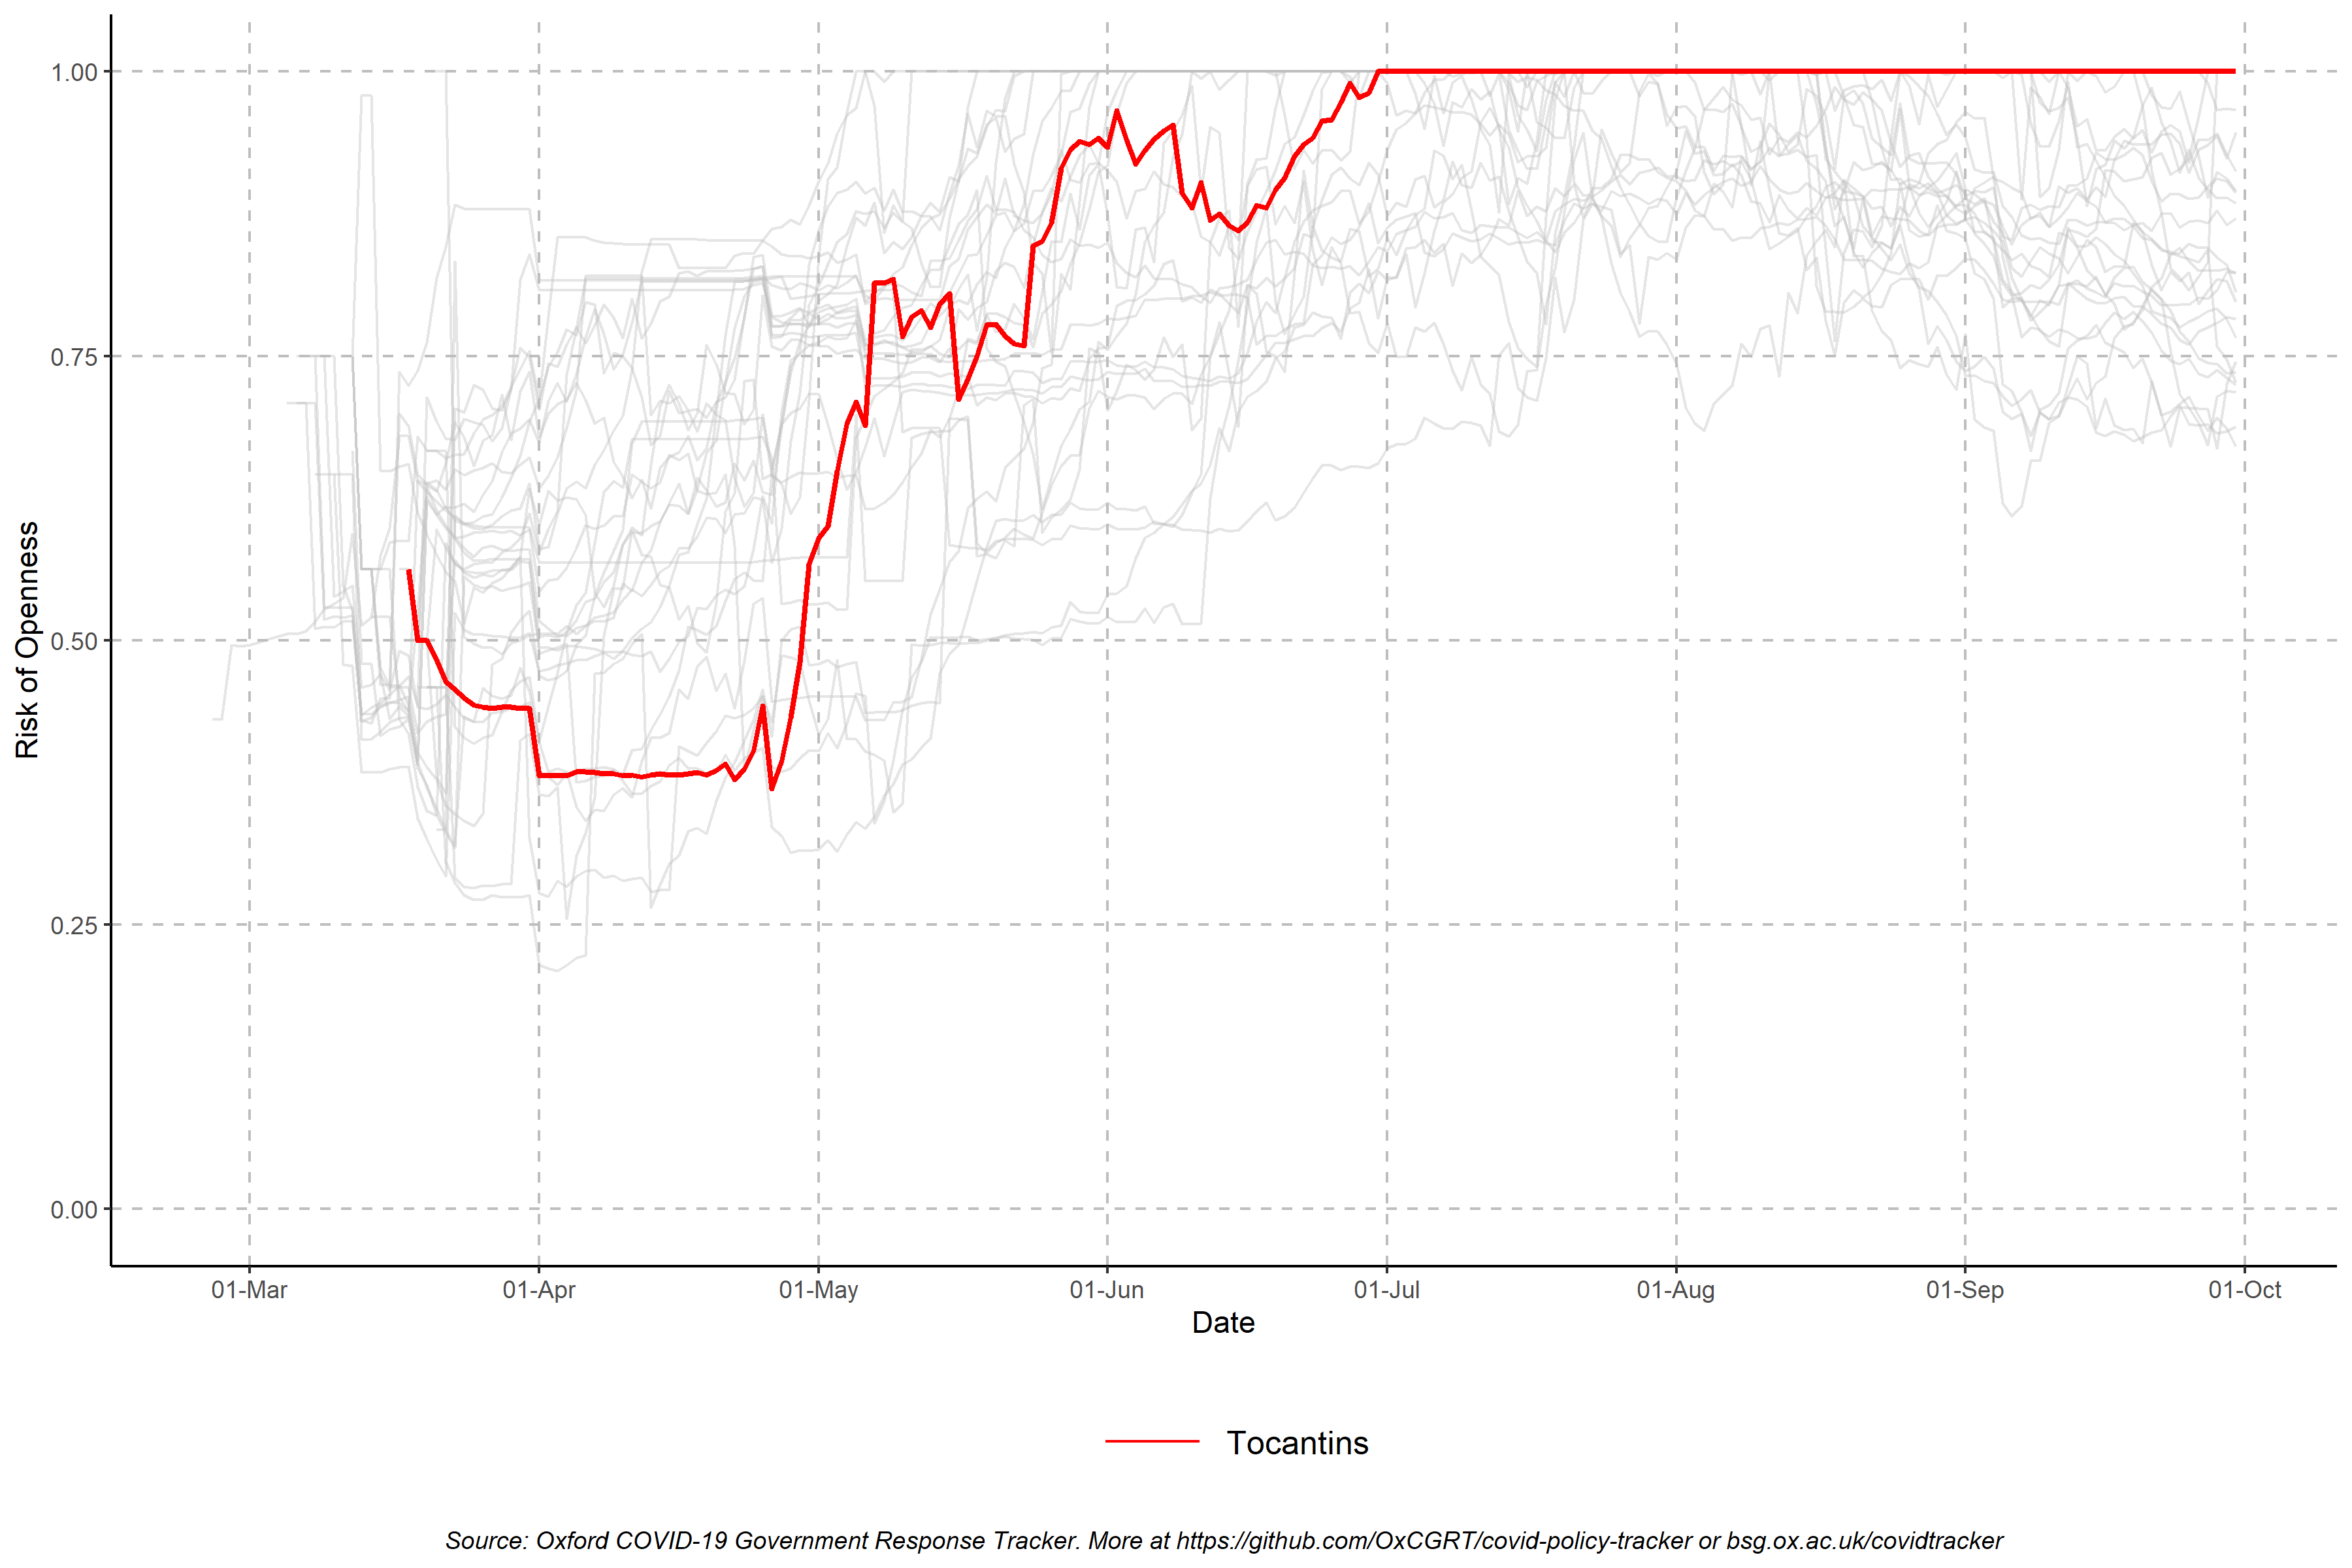 Risk of Openness
1.00
0.75
0.50
0.25
0.00
01-Mar 01-Apr 01-May 01-Jun 01-Jul 01-Aug 01-Sep 01-Oct
Date
Tocantins
Source: Oxford COVID-19 Government Response Tracker. More at https://github.com/OxCGRT/covid-policy-tracker or bsg.ox.ac.uk/covidtracker